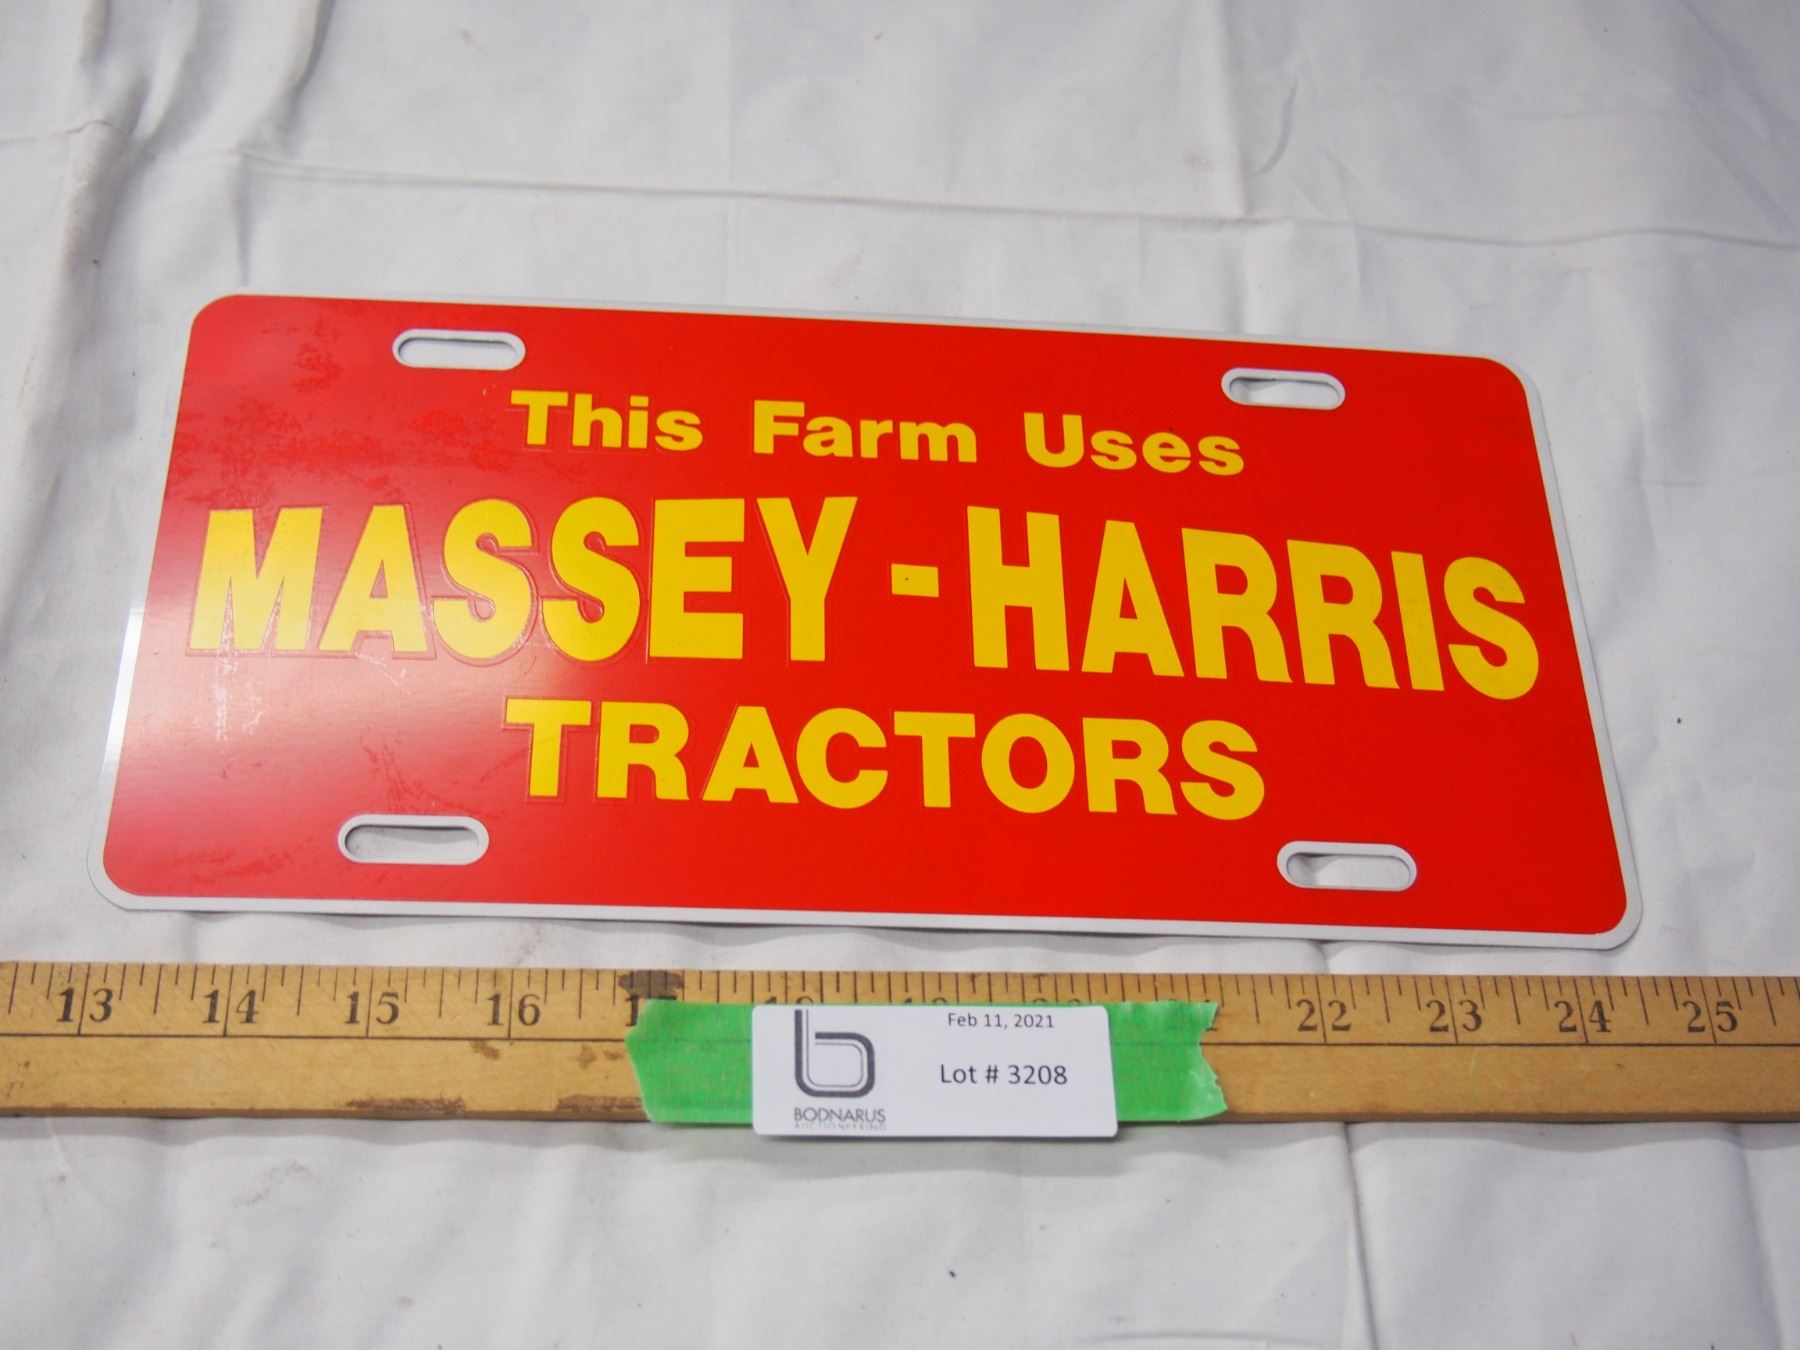 This Farm Uses
MASSEY-HARRIS
TRACTORS
13 14 15 16 22 23 24 25
Feb 11, 2021
Lot # 3208
BODNARUS
AUCTIONEERING